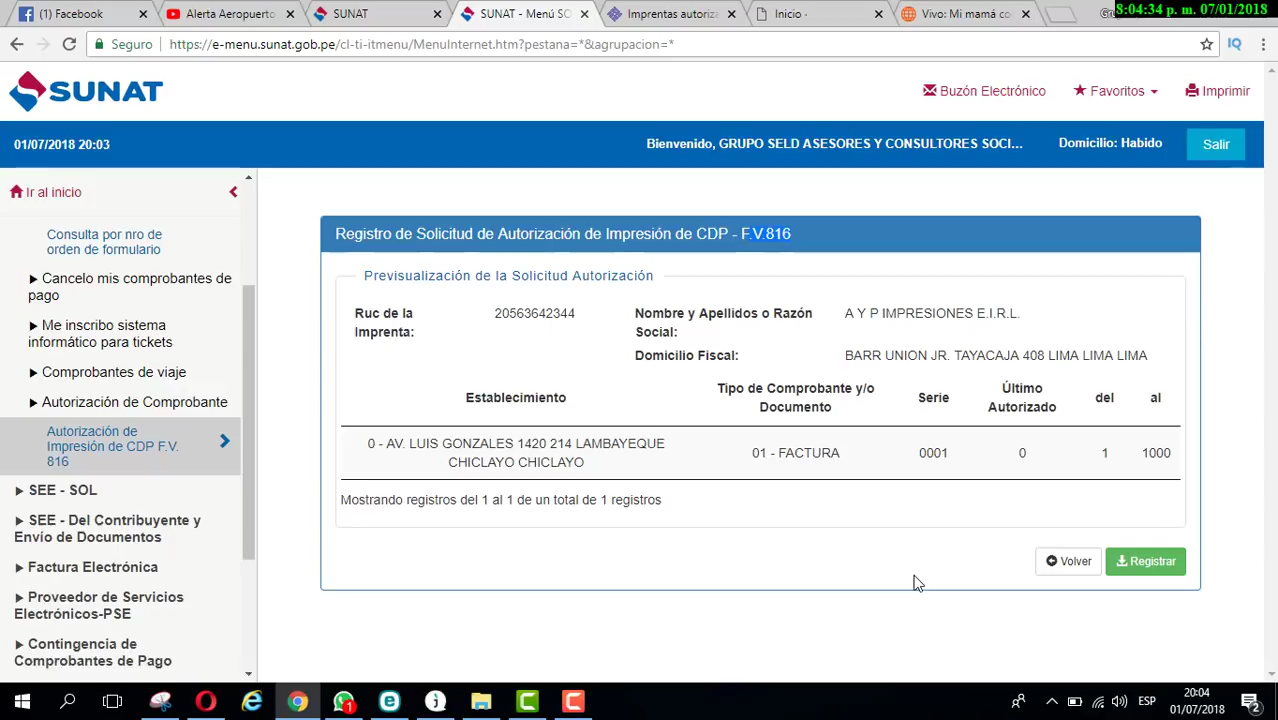 (1) Facebook
Alerta Aeropuerto
SUNAT
SUNAT - Menú SO
Imprentas autoriz
Inicio -
Vivo: Mi mamá co
8:04:34 p. m. 07/01/2018
Seguro
https://e-menu.sunat.gob.pe/cl-ti-itmenu/MenuInternet.htm?pestana=*&agrupacion=*
IQ
SUNAT
Buzón Electrónico
Favoritos
Imprimir
01/07/2018 20:03
Bienvenido, GRUPO SELD ASESORES Y CONSULTORES SOCI...
Domicilio: Habido
Salir
Ir al inicio
Consulta por nro de
orden de formulario
Cancelo mis comprobantes de
pago
Me inscribo sistema
informático para tickets
Comprobantes de viaje
Autorización de Comprobante
Autorización de
Impresión de CDP F.V.
816
SEE - SOL
SEE - Del Contribuyente y
Envío de Documentos
Factura Electrónica
Proveedor de Servicios
Electrónicos-PSE
Contingencia de
Comprobantes de Pago
Registro de Solicitud de Autorización de Impresión de CDP - F.V.816
Previsualización de la Solicitud Autorización
Ruc de la
Imprenta:
20563642344
Nombre y Apellidos o Razón
Social:
A Y P IMPRESIONES E.I.R.L.
Domicilio Fiscal:
BARR UNION JR. TAYACAJA 408 LIMA LIMA LIMA
Establecimiento
Tipo de Comprobante y/o
Documento
Serie
Último
Autorizado
del
al
0 - AV. LUIS GONZALES 1420 214 LAMBAYEQUE
CHICLAYO CHICLAYO
01 - FACTURA
0001
0
1
1000
Mostrando registros del 1 al 1 de un total de 1 registros
Volver
Registrar
1
ESP
20:04
01/07/2018
2